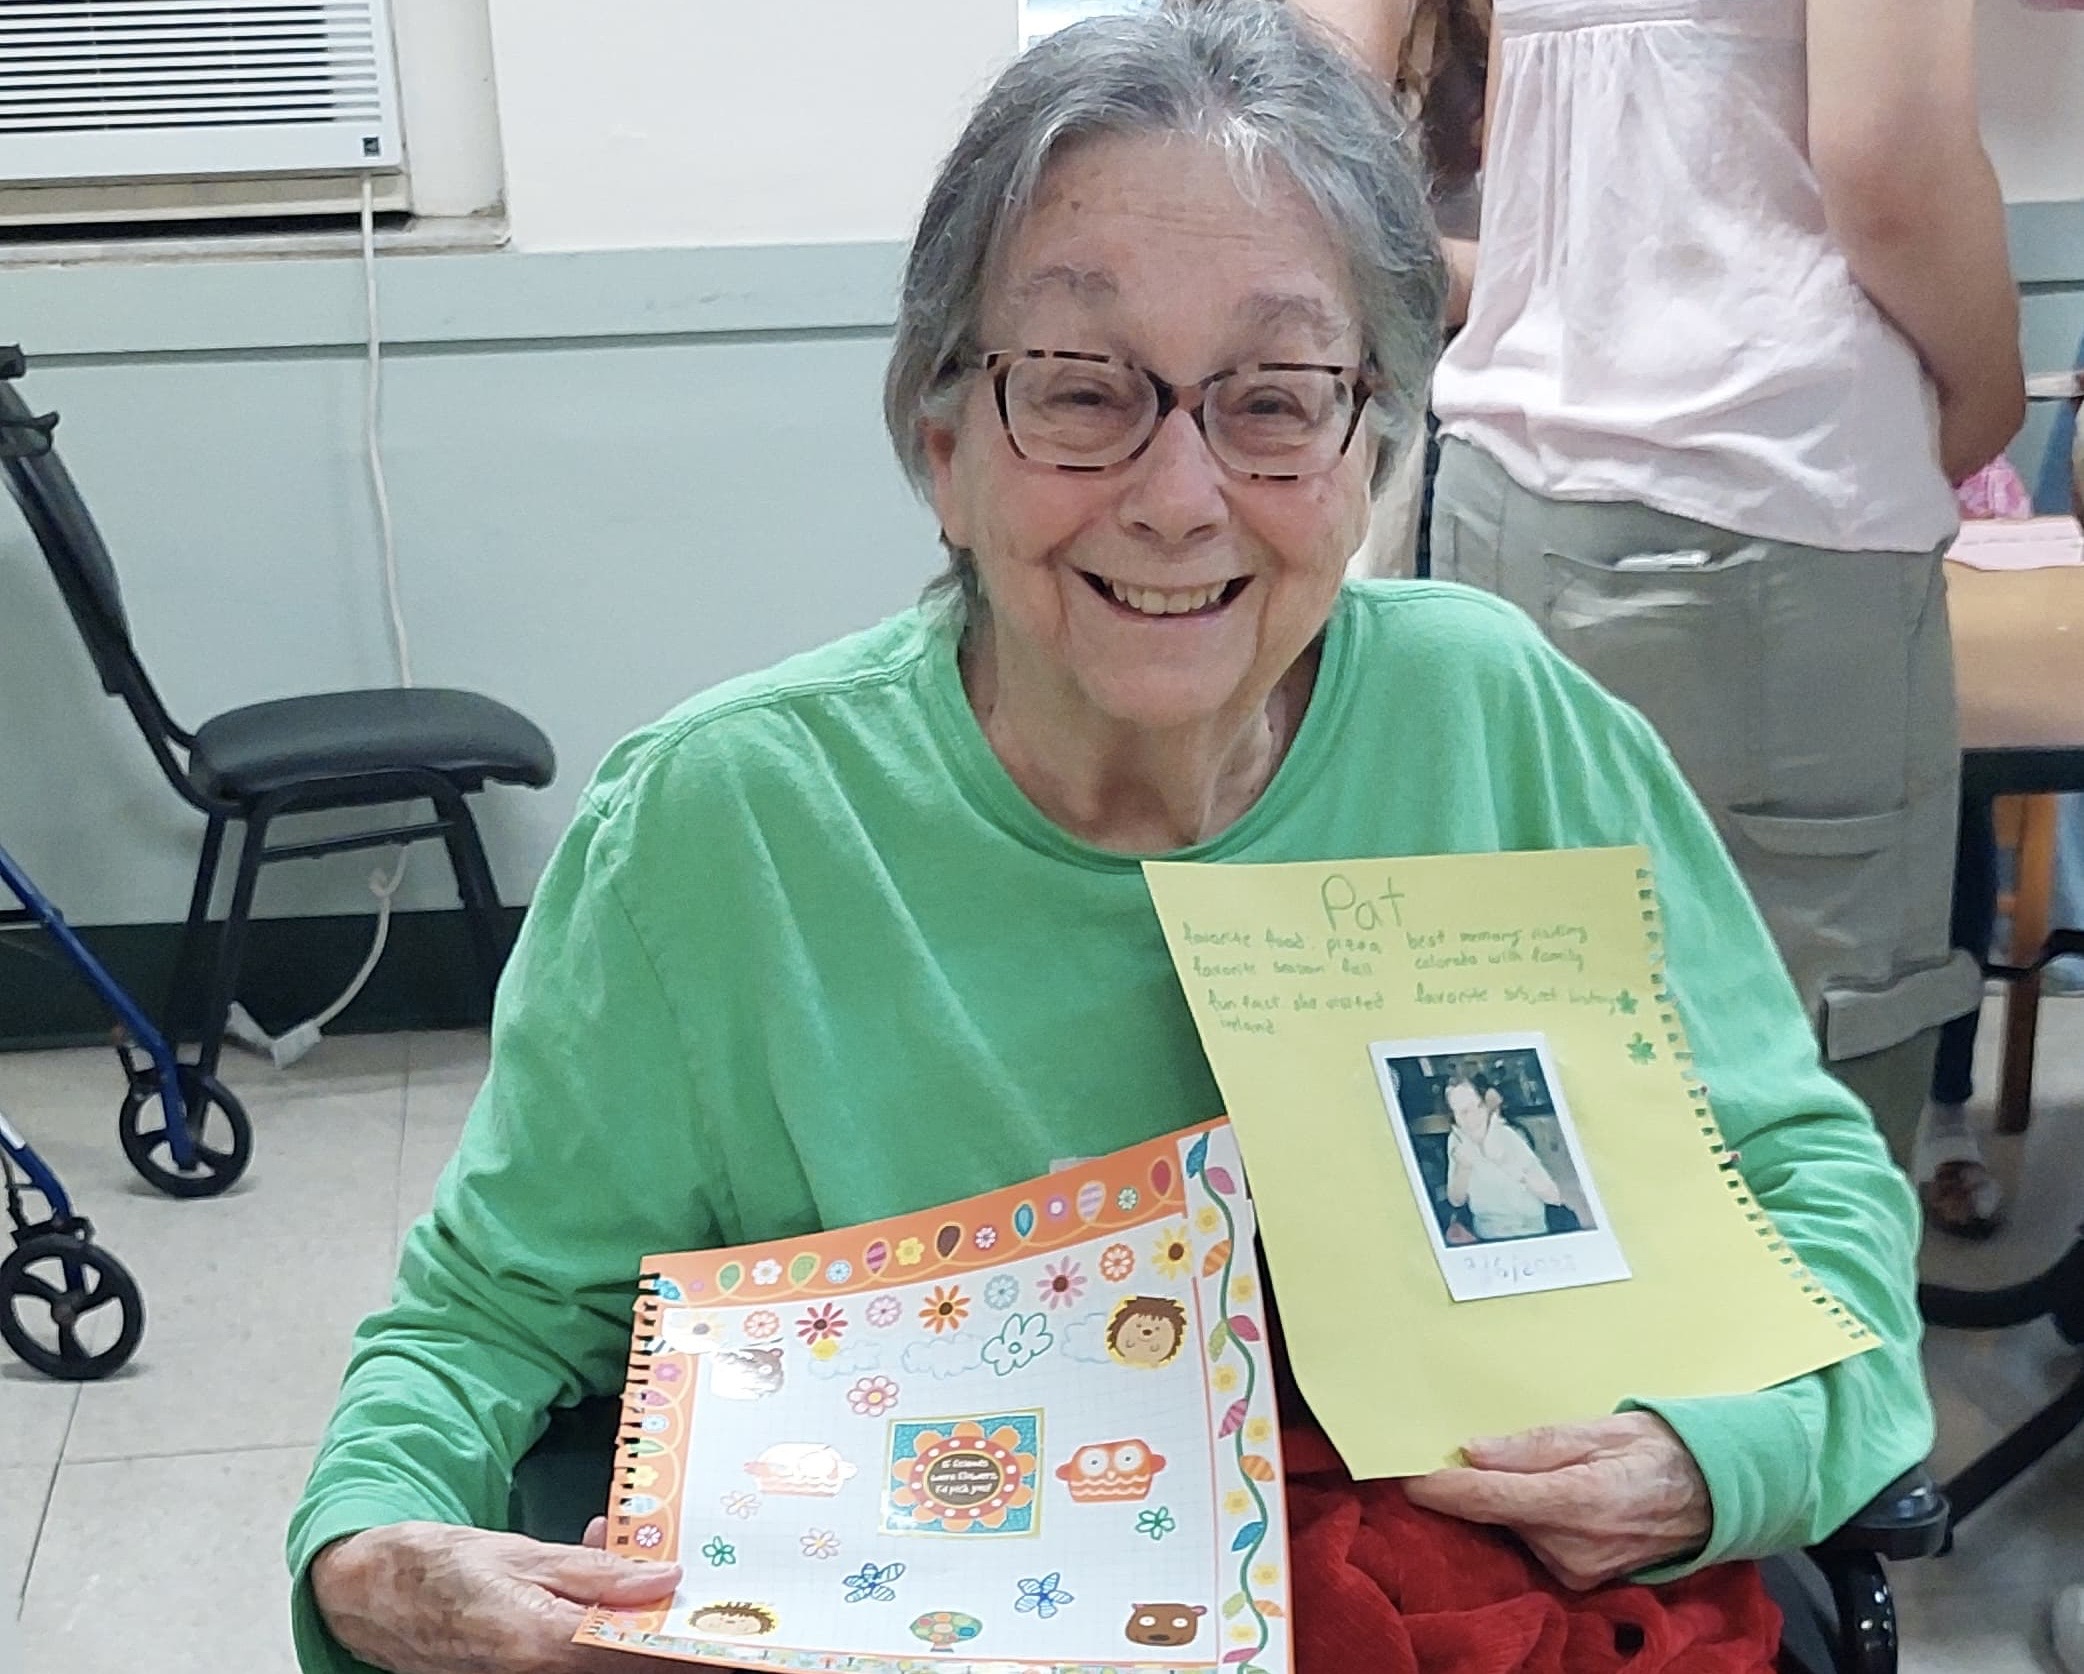 Pat
favorite food: pizza best memory visiting
favorite season fall colorado with family
fun fact she visited favorite subject history
ireland
if friends
were flowers,
I'd pick you!